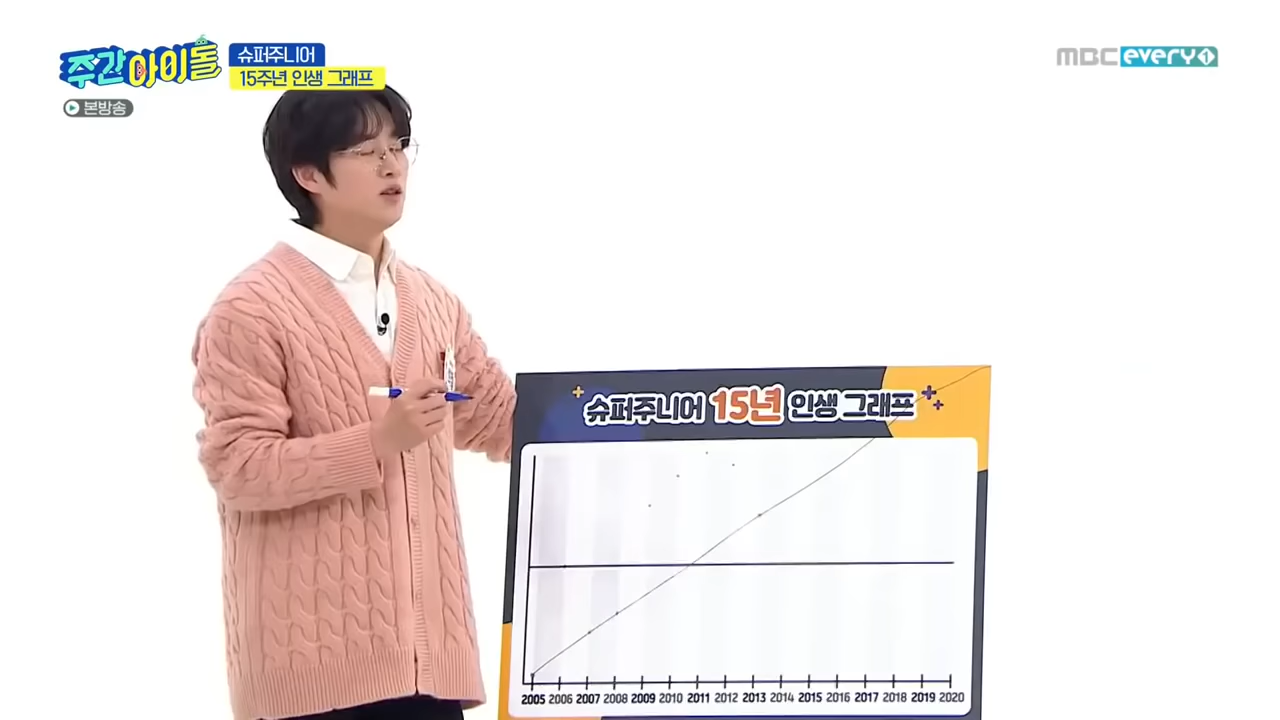 주간아이돌
슈퍼주니어
15주년 인생 그래프
본방송
MBC every1
슈퍼주니어 15년 인생 그래프
2005 2006 2007 2008 2009 2010 2011 2012 2013 2014 2015 2016 2017 2018 2019 2020